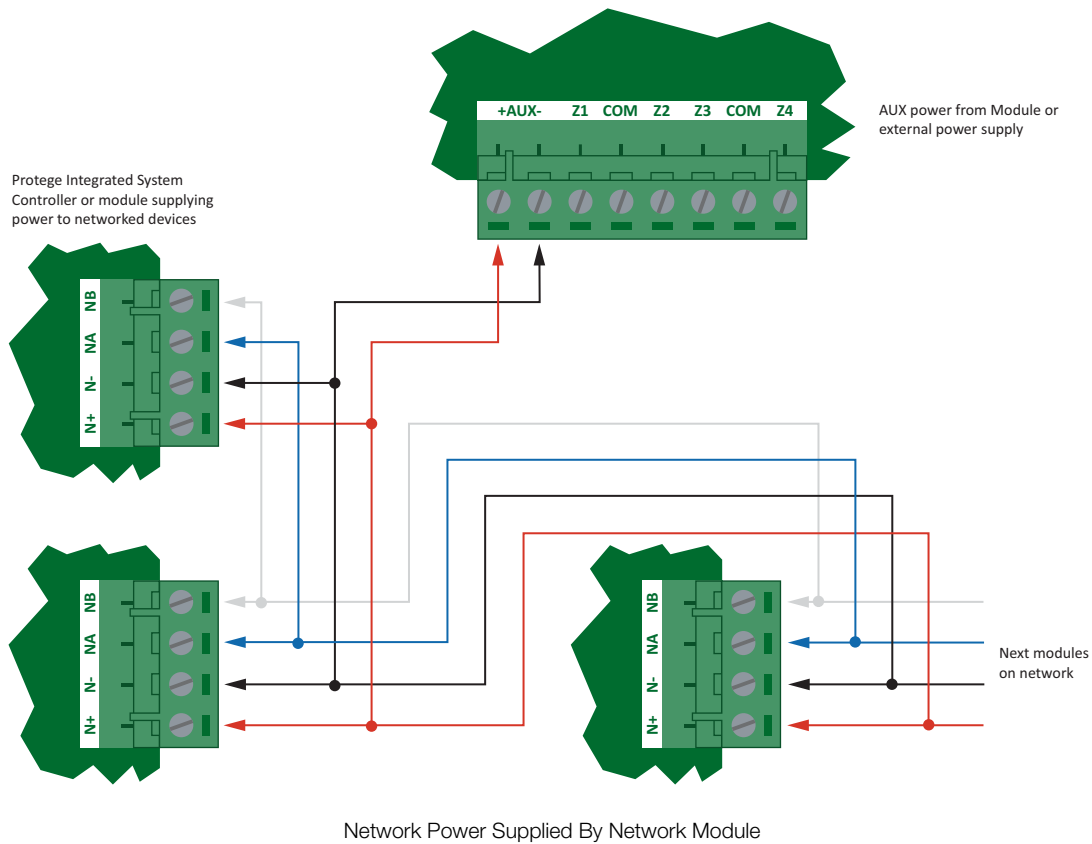 +AUX- Z1 COM Z2 Z3 COM Z4
AUX power from Module or
external power supply
Protege Integrated System
Controller or module supplying
power to networked devices
NB
NA
N-
N+
NB
NA
N-
N+
NB
NA
N-
N+
Next modules
on network
Network Power Supplied By Network Module